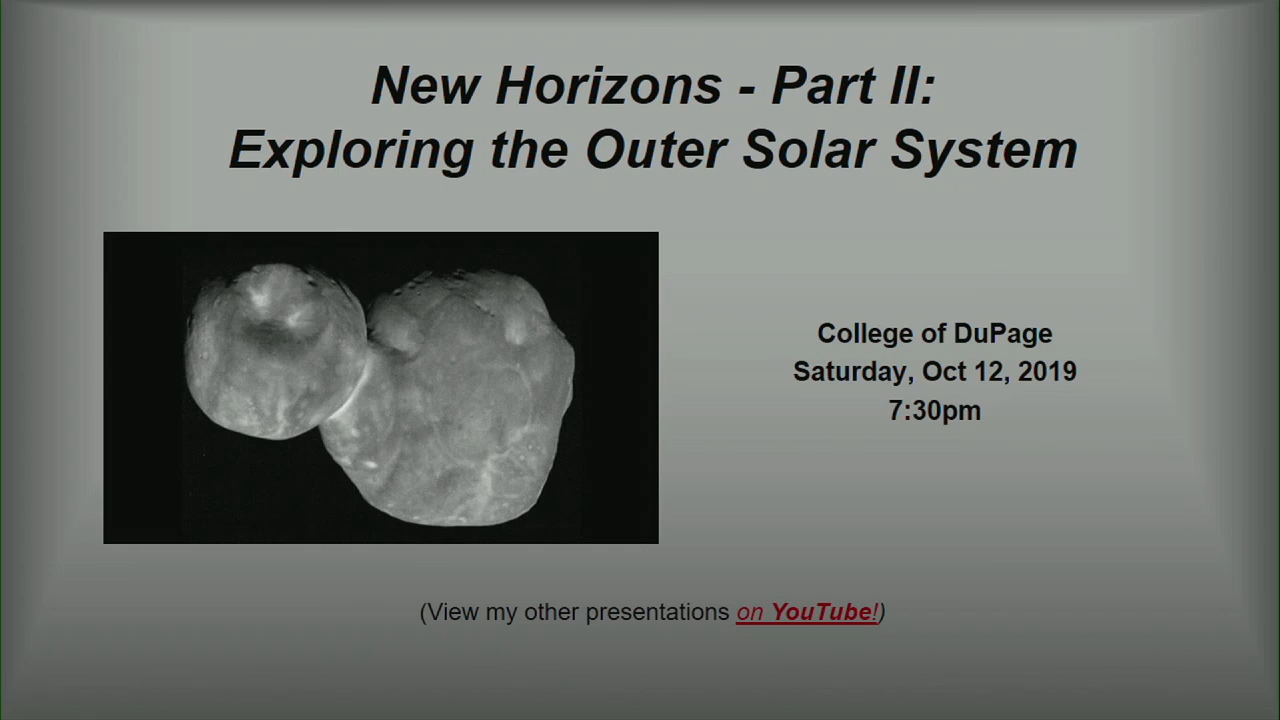 New Horizons - Part II:
Exploring the Outer Solar System
College of DuPage
Saturday, Oct 12, 2019
7:30pm
(View my other presentations on YouTube!)